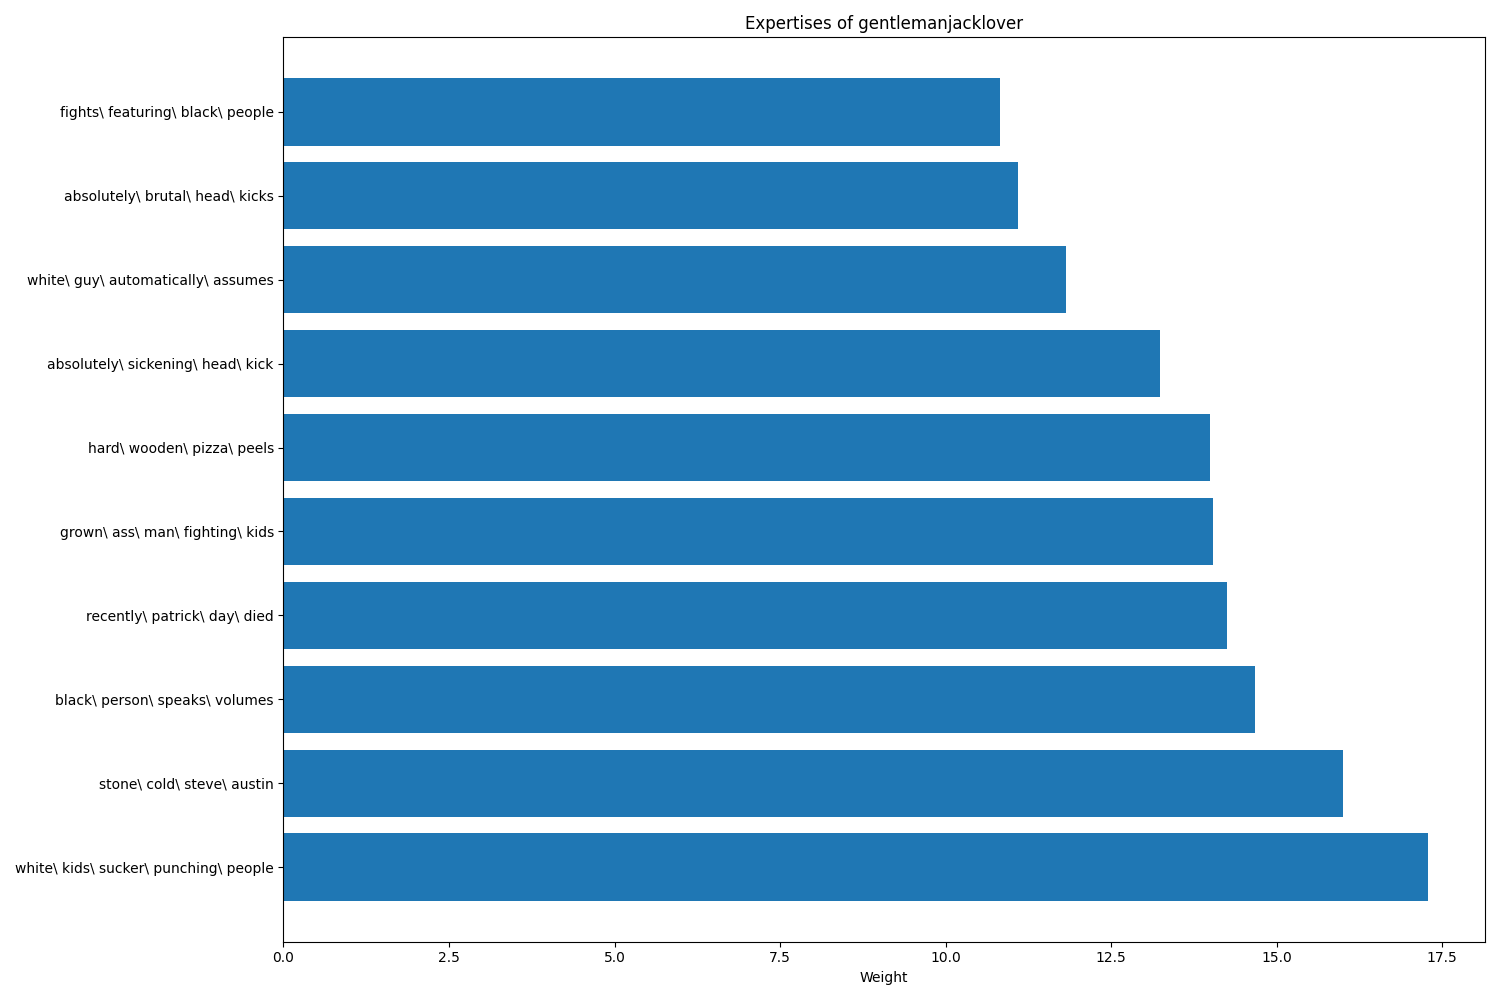 Expertises of gentlemanjacklover
fights\ featuring\ black\ people
absolutely\ brutal\ head\ kicks
white\ guy\ automatically\ assumes
absolutely\ sickening\ head\ kick
hard\ wooden\ pizza\ peels
grown\ ass\ man\ fighting\ kids
recently\ patrick\ day\ died
black\ person\ speaks\ volumes
stone\ cold\ steve\ austin
white\ kids\ sucker\ punching\ people
0.0 2.5 5.0 7.5 10.0 12.5 15.0 17.5
Weight